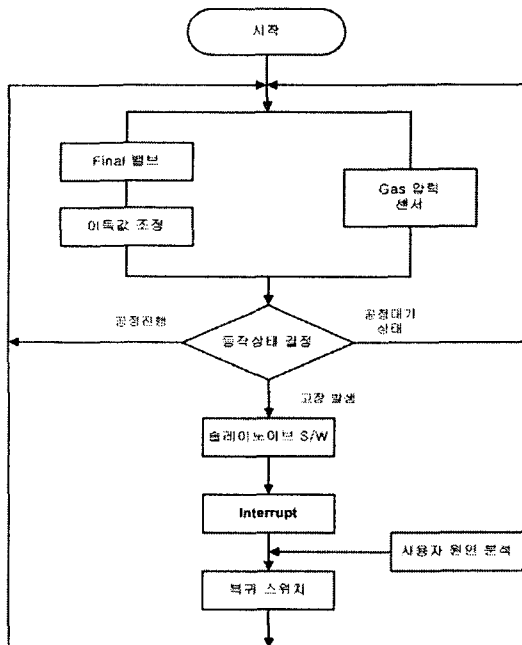 시작
Final 밸브
이득값 조정
Gas 압력
센서
공정진행
동작상태 결정
공정대기
상태
고장 발생
솔레이노이브 S/W
Interrupt
사용자 원인 분석
복귀 스위치